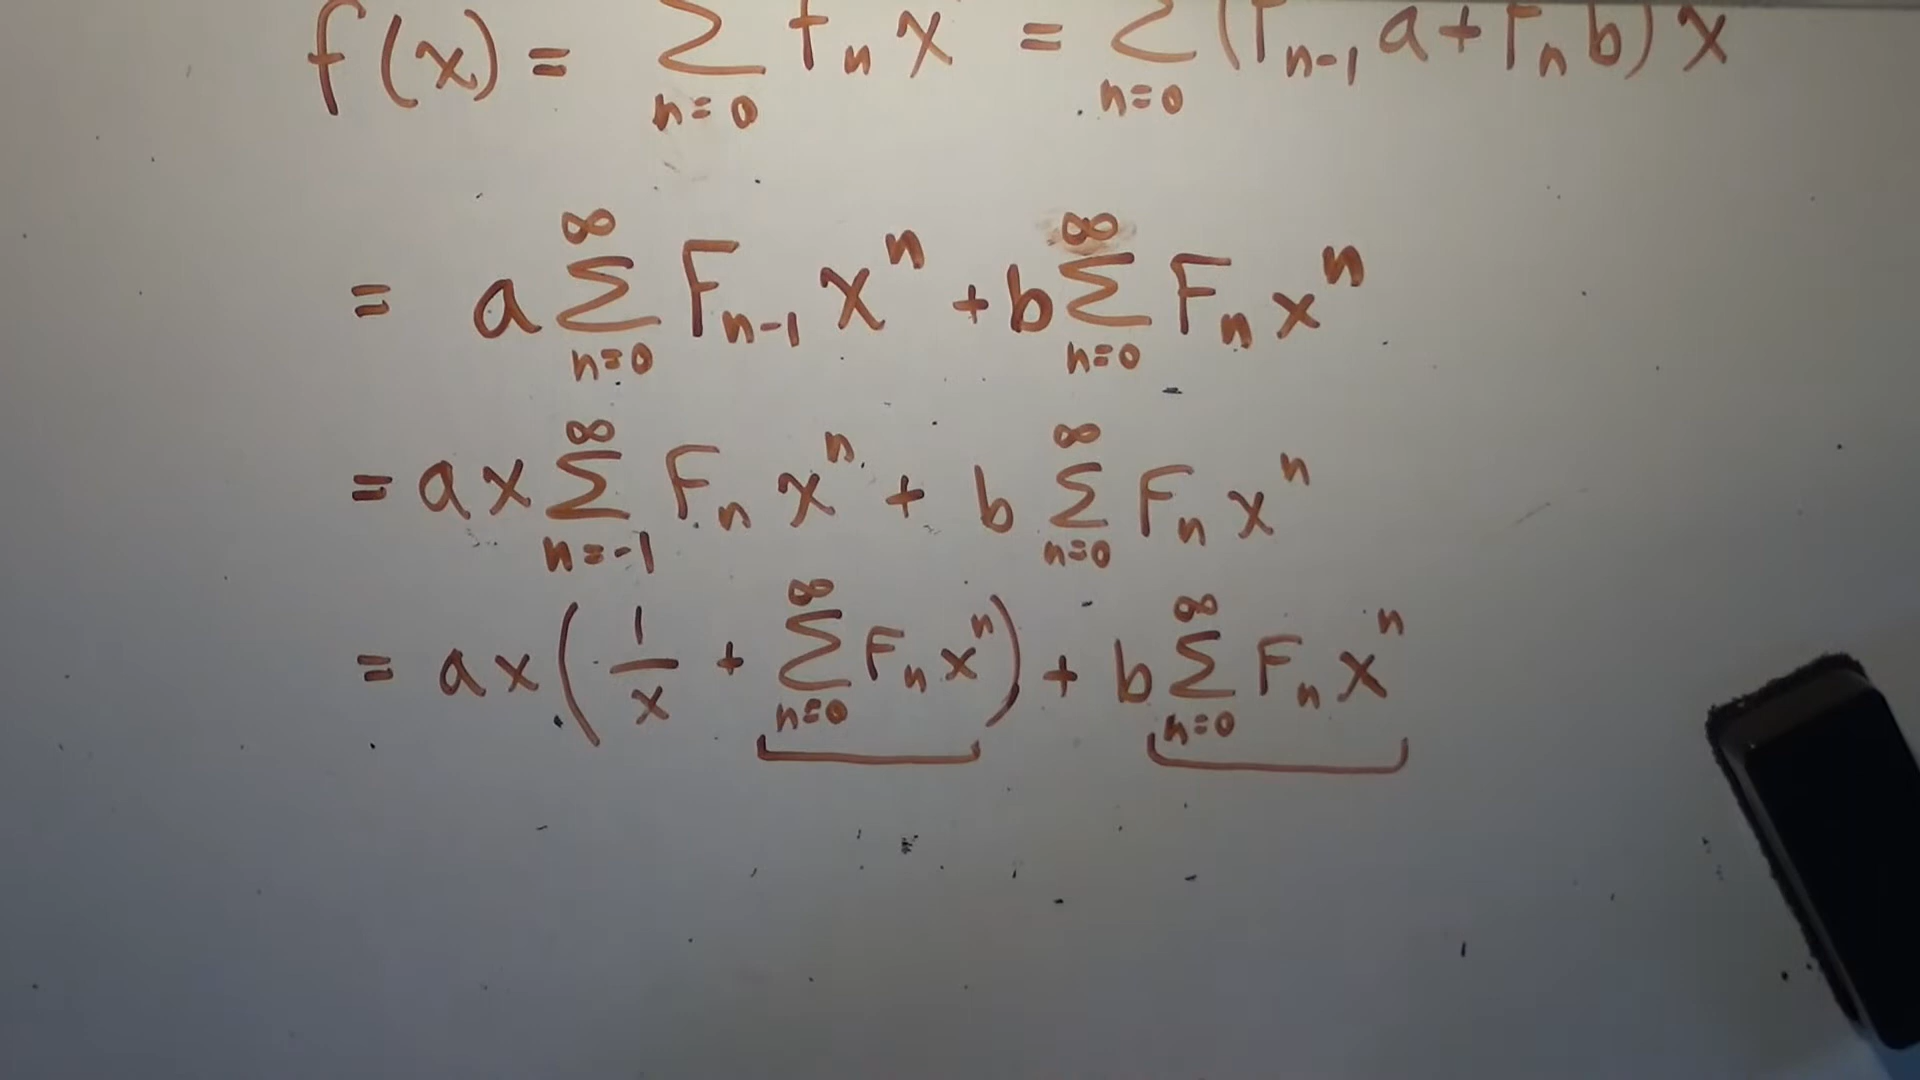 f(x) = ∑_{n=0} f_n x = ∑_{n=0} (F_{n-1} a + F_n b) x
= a ∑_{n=0}^{∞} F_{n-1} x^n + b ∑_{n=0}^{∞} F_n x^n
= a x ∑_{n=-1}^{∞} F_n x^n + b ∑_{n=0}^{∞} F_n x^n
= a x ( 1/x + ∑_{n=0}^{∞} F_n x^n ) + b ∑_{n=0}^{∞} F_n x^n